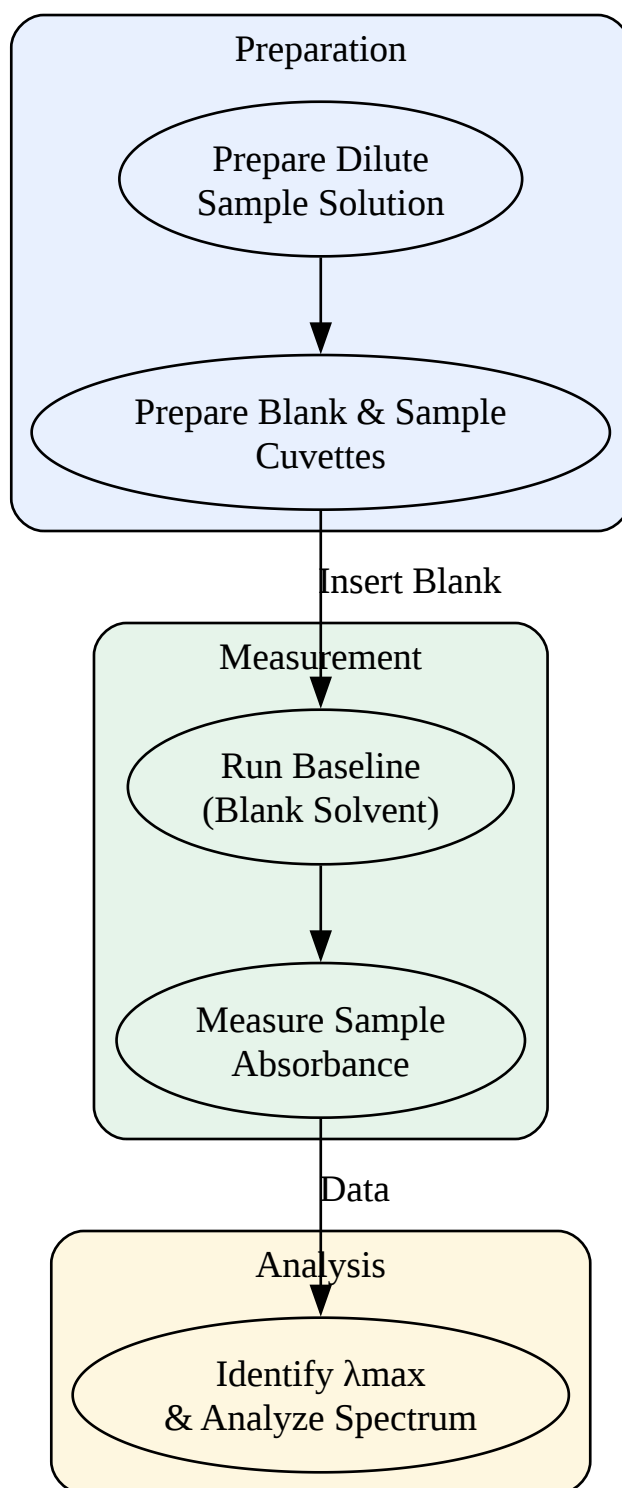 Preparation
Prepare Dilute
Sample Solution
Prepare Blank & Sample
Cuvettes
Insert Blank
Measurement
Run Baseline
(Blank Solvent)
Measure Sample
Absorbance
Data
Analysis
Identify λmax
& Analyze Spectrum